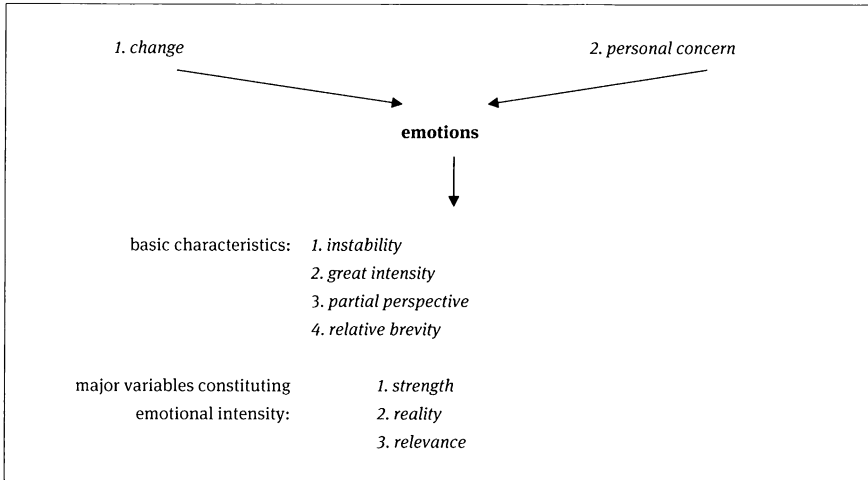 1. change
2. personal concern
emotions
basic characteristics: 1. instability
2. great intensity
3. partial perspective
4. relative brevity
major variables constituting 1. strength
emotional intensity: 2. reality
3. relevance